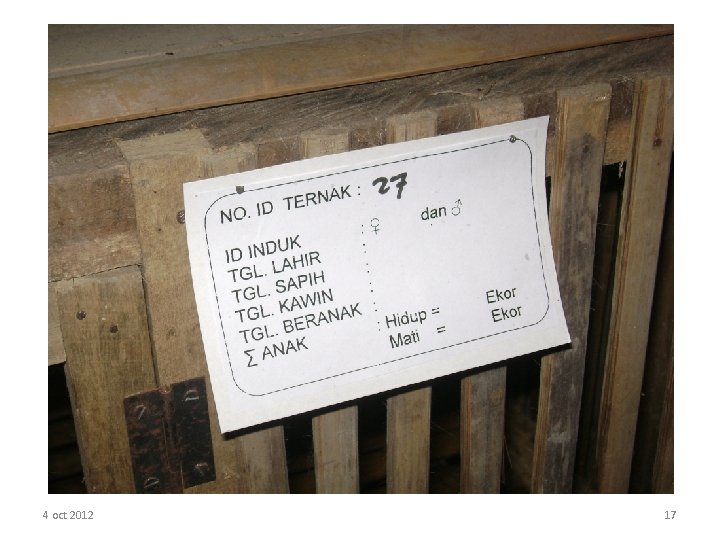 NO. ID TERNAK : 27
ID INDUK : ♀ dan ♂
TGL. LAHIR :
TGL. SAPIH :
TGL. KAWIN :
TGL. BERANAK :
∑ ANAK : Hidup = Ekor
Mati = Ekor
4 oct 2012
17